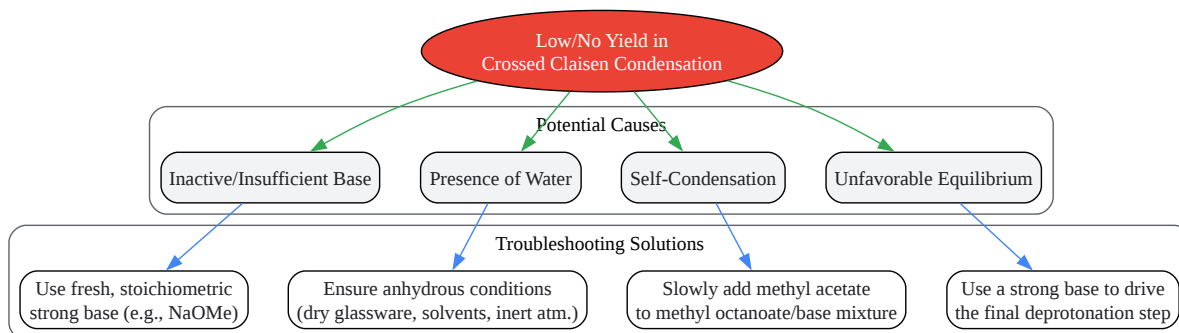 Low/No Yield in
Crossed Claisen Condensation
Potential Causes
Inactive/Insufficient Base
Presence of Water
Self-Condensation
Unfavorable Equilibrium
Troubleshooting Solutions
Use fresh, stoichiometric
strong base (e.g., NaOMe)
Ensure anhydrous conditions
(dry glassware, solvents, inert atm.)
Slowly add methyl acetate
to methyl octanoate/base mixture
Use a strong base to drive
the final deprotonation step